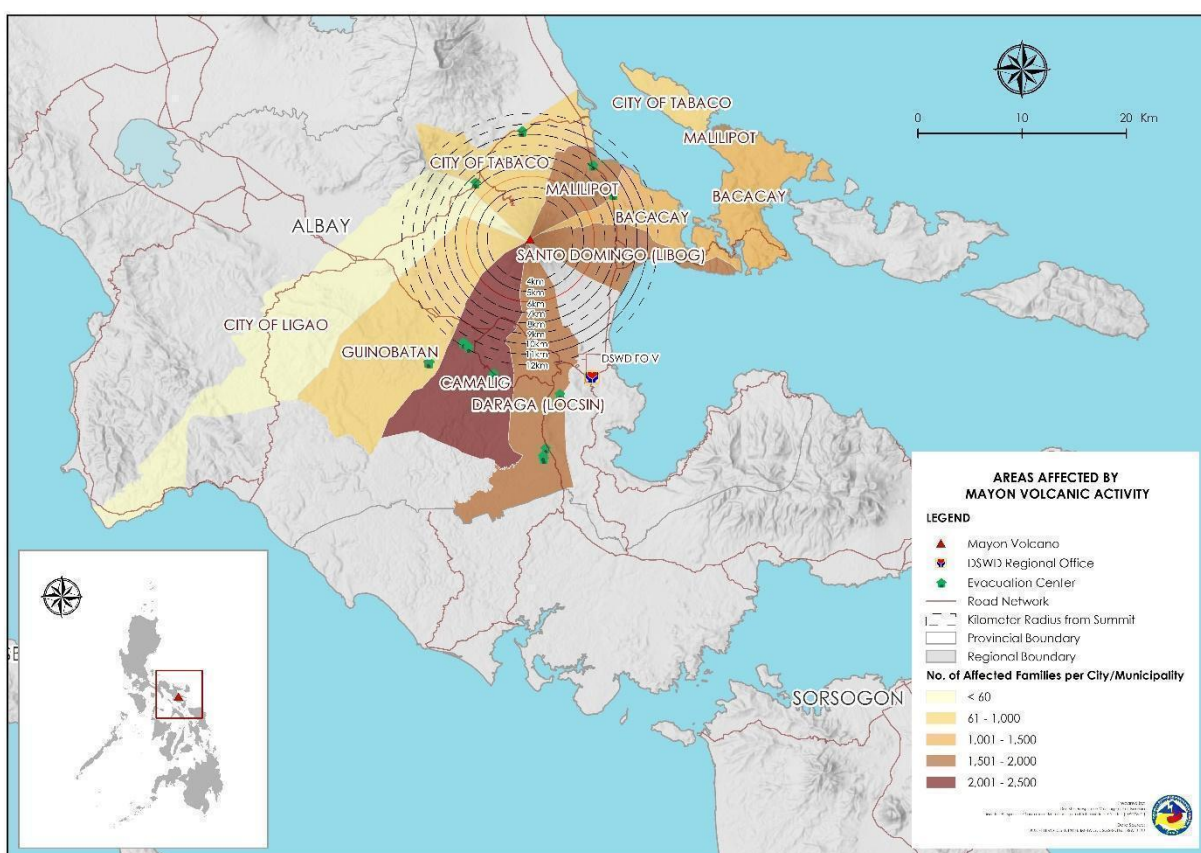 CITY OF TABACO
MALILIPOT
BACACAY
0 10 20 Km
CITY OF TABACO
MALILIPOT
BACACAY
ALBAY
SANTO DOMINGO (LIBOG)
4km
5km
6km
7km
8km
9km
10km
11km
12km
CITY OF LIGAO
GUINOBATAN
CAMALIG
DARAGA (LOCSIN)
DSWD FO V
SORSOGON
AREAS AFFECTED BY
MAYON VOLCANIC ACTIVITY
LEGEND
Mayon Volcano
DSWD Regional Office
Evacuation Center
Road Network
Kilometer Radius from Summit
Provincial Boundary
Regional Boundary
No. of Affected Families per City/Municipality
< 60
61 - 1,000
1,001 - 1,500
1,501 - 2,000
2,001 - 2,500